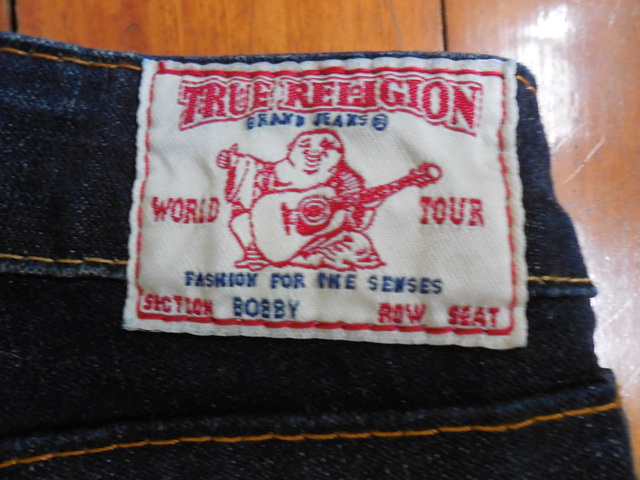 TRUE RELIGION
BRAND JEANS®
WORLD TOUR
FASHION FOR THE SENSES
SECTION BOBBY ROW SEAT